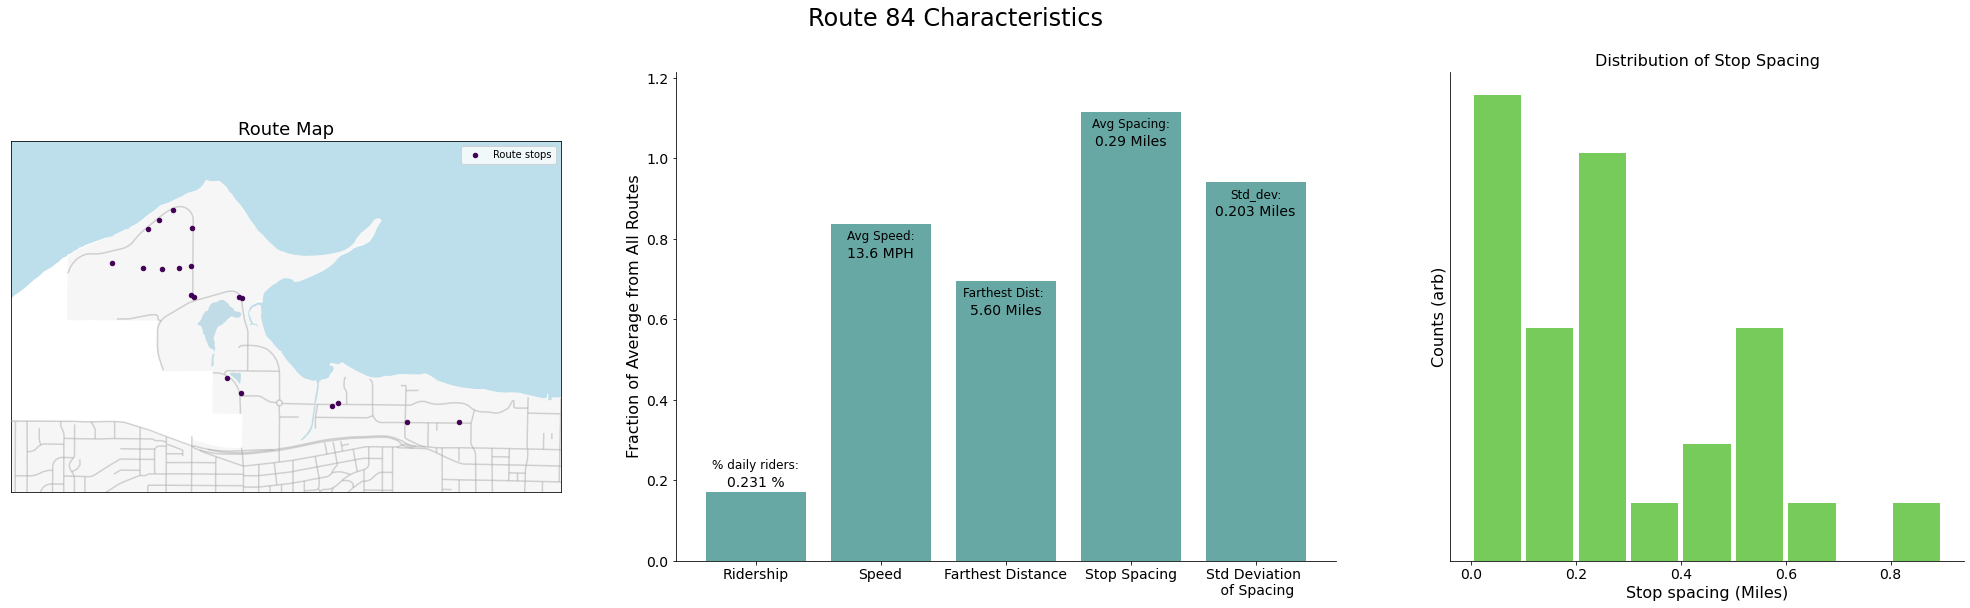 Route 84 Characteristics
Route Map
Route stops
Fraction of Average from All Routes
1.2
1.0
0.8
0.6
0.4
0.2
0.0
% daily riders:
0.231 %
Avg Speed:
13.6 MPH
Farthest Dist:
5.60 Miles
Avg Spacing:
0.29 Miles
Std_dev:
0.203 Miles
Ridership
Speed
Farthest Distance
Stop Spacing
Std Deviation
of Spacing
Distribution of Stop Spacing
Counts (arb)
0.0
0.2
0.4
0.6
0.8
Stop spacing (Miles)